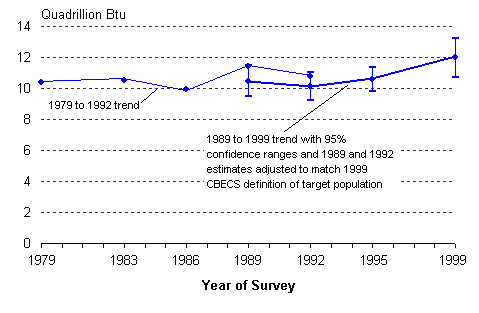 Quadrillion Btu
14
12
10
8
6
4
2
0
1979 to 1992 trend
1989 to 1999 trend with 95%
confidence ranges and 1989 and 1992
estimates adjusted to match 1999
CBECS definition of target population
1979 1983 1986 1989 1992 1995 1999
Year of Survey